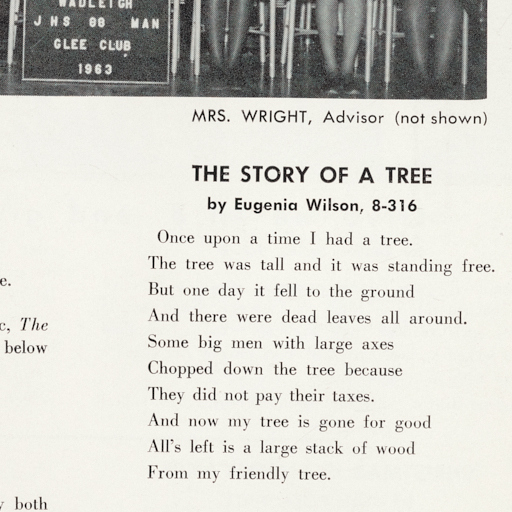 WADLEIGH
J H S 88 MAN
GLEE CLUB
1963
MRS. WRIGHT, Advisor (not shown)
THE STORY OF A TREE
by Eugenia Wilson, 8-316
Once upon a time I had a tree.
The tree was tall and it was standing free.
But one day it fell to the ground
And there were dead leaves all around.
Some big men with large axes
Chopped down the tree because
They did not pay their taxes.
And now my tree is gone for good
All's left is a large stack of wood
From my friendly tree.
e.
c, The
below
y both